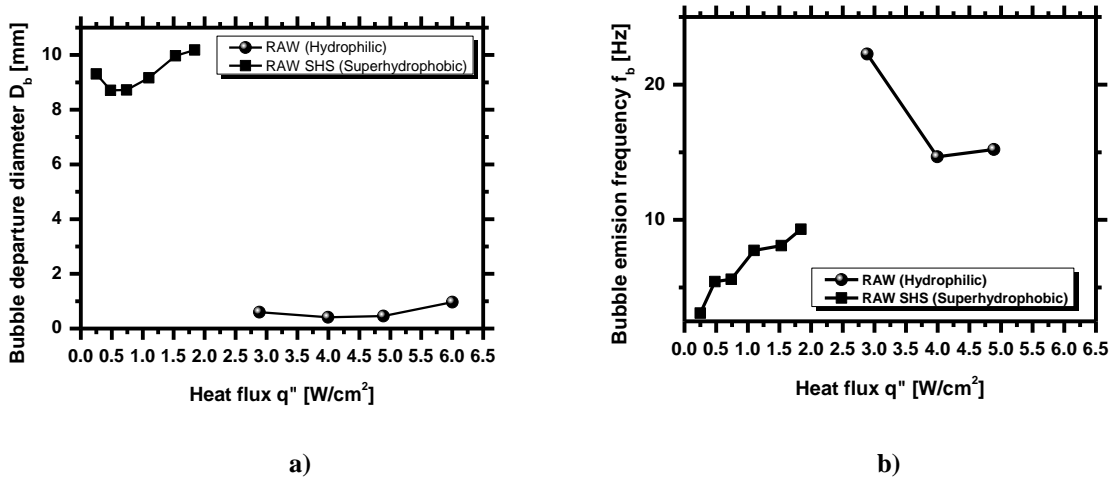 Bubble departure diameter D_b [mm]
10
8
6
4
2
0
RAW (Hydrophilic)
RAW SHS (Superhydrophobic)
0.0 0.5 1.0 1.5 2.0 2.5 3.0 3.5 4.0 4.5 5.0 5.5 6.0 6.5
Heat flux q" [W/cm²]
a)
Bubble emision frequency f_b [Hz]
20
10
RAW (Hydrophilic)
RAW SHS (Superhydrophobic)
0.0 0.5 1.0 1.5 2.0 2.5 3.0 3.5 4.0 4.5 5.0 5.5 6.0 6.5
Heat flux q" [W/cm²]
b)